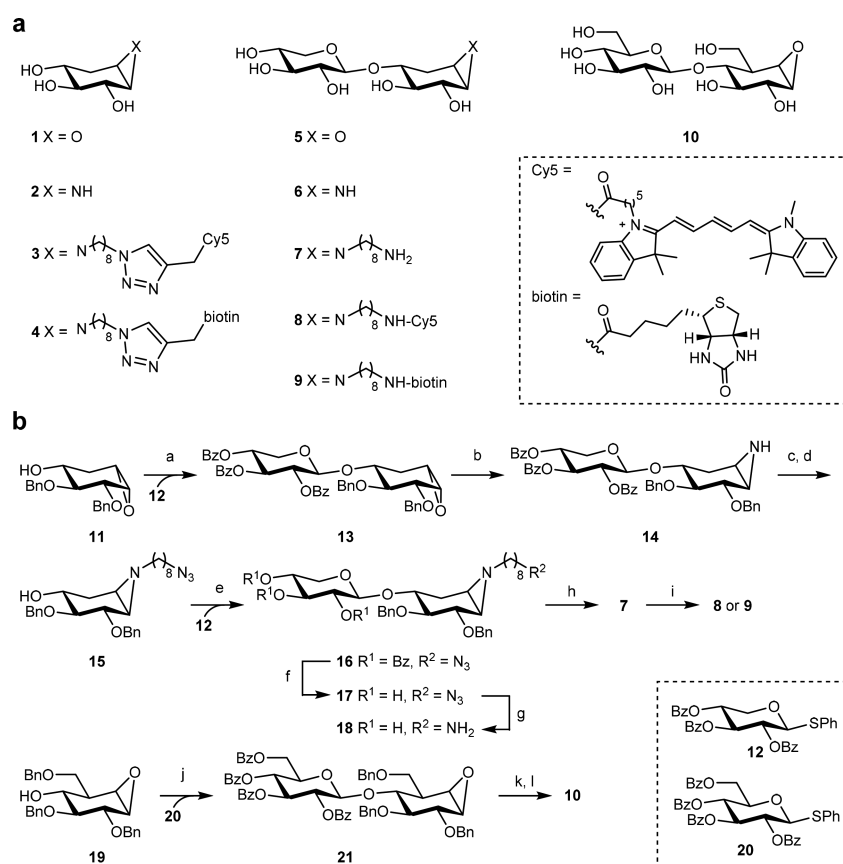 a
X
HO
HO
OH
1 X = O
2 X = NH
3 X = N ( )8 N N=N Cy5
4 X = N ( )8 N N=N biotin
HO HO O OH O HO OH X
5 X = O
6 X = NH
7 X = N ( )8 NH2
8 X = N ( )8 NH-Cy5
9 X = N ( )8 NH-biotin
HO HO HO O OH O HO HO OH O
10
Cy5 =
O 5 N + N
biotin =
O S H H HN NH O
b
HO BnO BnO O
11
a
12
BzO BzO O OBz O BnO BnO O
13
b
BzO BzO O OBz O BnO OBn NH
14
c, d
HO BnO OBn N ( )8 N3
15
e
12
R1O R1O O OR1 O BnO OBn N ( )8 R2
16 R1 = Bz, R2 = N3
f
17 R1 = H, R2 = N3
g
18 R1 = H, R2 = NH2
h
7
i
8 or 9
BnO HO BnO OBn O
19
j
20
BzO BzO BzO O OBz O BnO BnO OBn O
21
k, l
10
BzO BzO O OBz SPh
12
BzO BzO BzO O OBz SPh
20